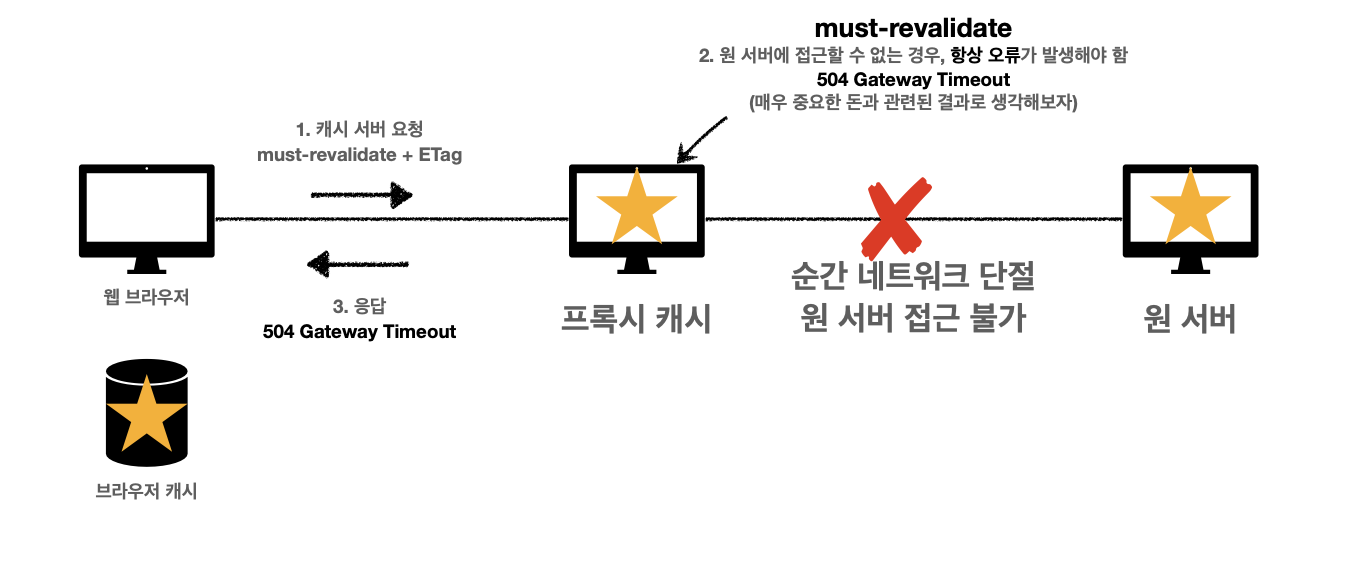 must-revalidate
2. 원 서버에 접근할 수 없는 경우, 항상 오류가 발생해야 함
504 Gateway Timeout
(매우 중요한 돈과 관련된 결과로 생각해보자)
1. 캐시 서버 요청
must-revalidate + ETag
웹 브라우저
3. 응답
504 Gateway Timeout
프록시 캐시
순간 네트워크 단절
원 서버 접근 불가
원 서버
브라우저 캐시